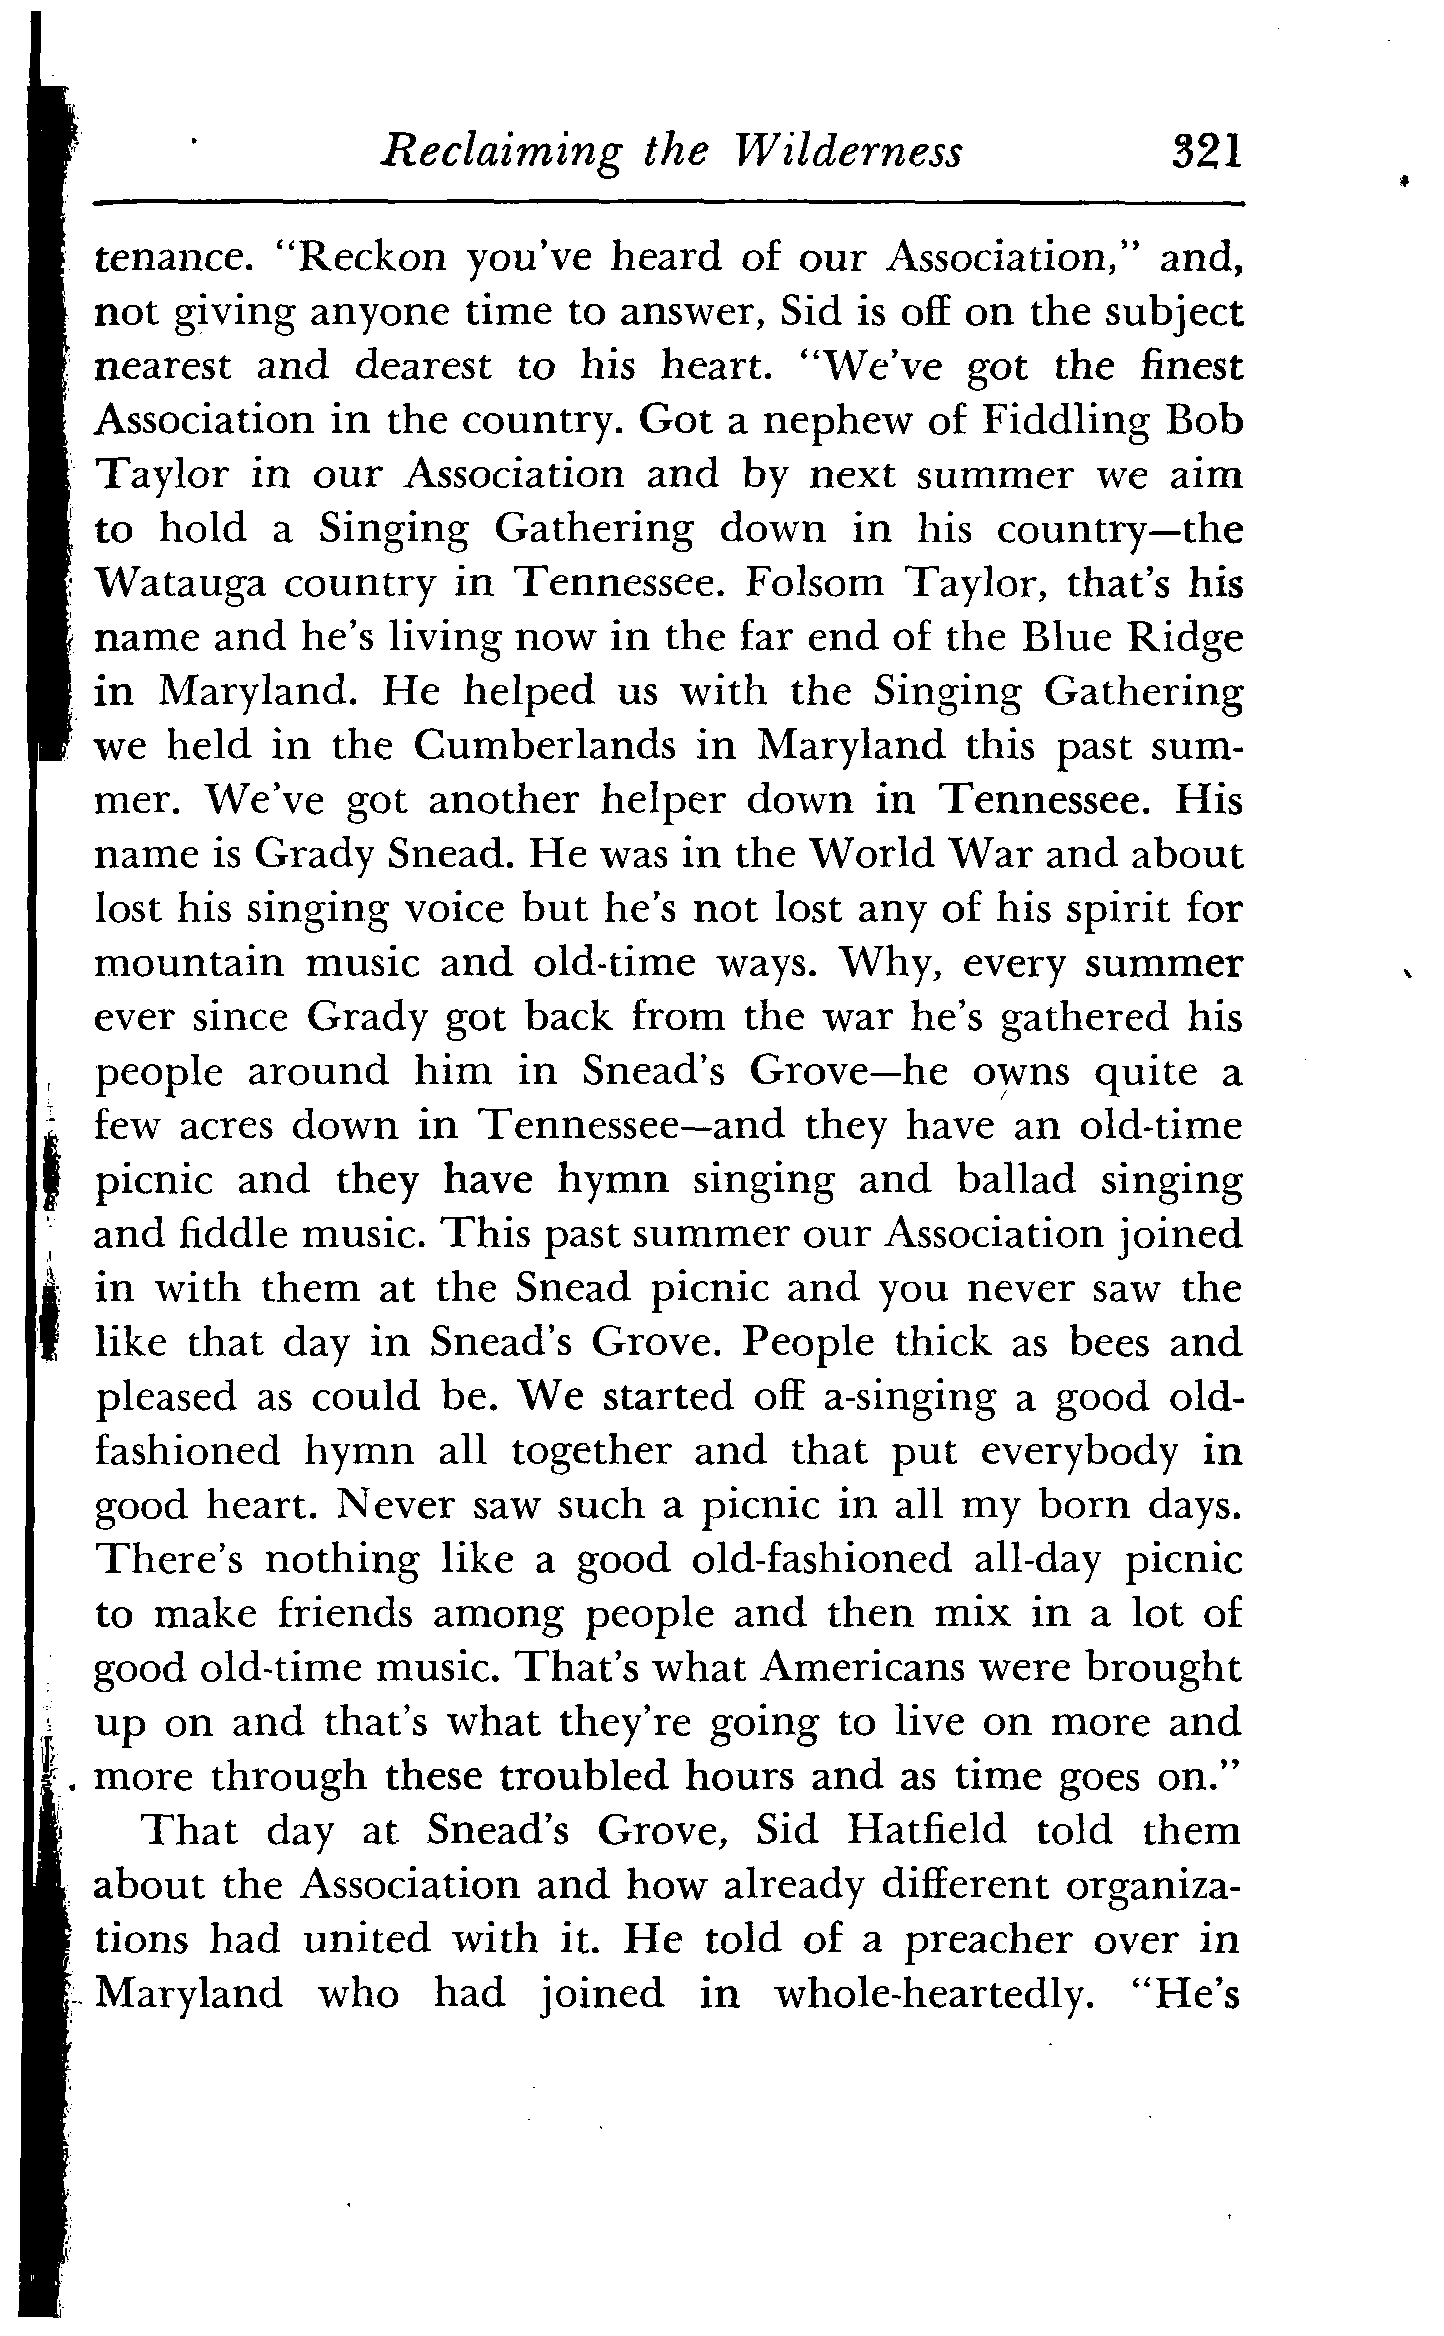 Reclaiming the Wilderness 321
tenance. "Reckon you've heard of our Association," and,
not giving anyone time to answer, Sid is off on the subject
nearest and dearest to his heart. "We've got the finest
Association in the country. Got a nephew of Fiddling Bob
Taylor in our Association and by next summer we aim
to hold a Singing Gathering down in his country—the
Watauga country in Tennessee. Folsom Taylor, that's his
name and he's living now in the far end of the Blue Ridge
in Maryland. He helped us with the Singing Gathering
we held in the Cumberlands in Maryland this past sum-
mer. We've got another helper down in Tennessee. His
name is Grady Snead. He was in the World War and about
lost his singing voice but he's not lost any of his spirit for
mountain music and old-time ways. Why, every summer
ever since Grady got back from the war he's gathered his
people around him in Snead's Grove—he owns quite a
few acres down in Tennessee—and they have an old-time
picnic and they have hymn singing and ballad singing
and fiddle music. This past summer our Association joined
in with them at the Snead picnic and you never saw the
like that day in Snead's Grove. People thick as bees and
pleased as could be. We started off a-singing a good old-
fashioned hymn all together and that put everybody in
good heart. Never saw such a picnic in all my born days.
There's nothing like a good old-fashioned all-day picnic
to make friends among people and then mix in a lot of
good old-time music. That's what Americans were brought
up on and that's what they're going to live on more and
more through these troubled hours and as time goes on."
That day at Snead's Grove, Sid Hatfield told them
about the Association and how already different organiza-
tions had united with it. He told of a preacher over in
Maryland who had joined in whole-heartedly. "He's